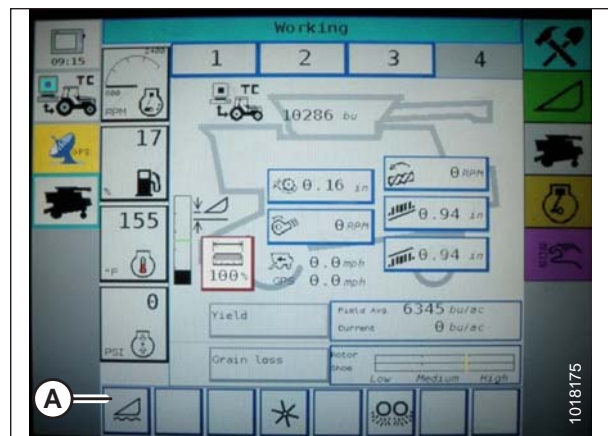 Working
09:15
2400
600
RPM
1 2 3 4
TC
TC
10286 bu
GPS
17
%
0.16 in
0 RPM
0 RPM
0.94 in
155
°F
100%
0.0 mph
GPS 0.0 mph
0.94 in
0
PSI
Yield
Field Avg. 6345 bu/ac
Current 0 bu/ac
Grain loss
Rotor
Shoe
Low Medium High
A
1018175